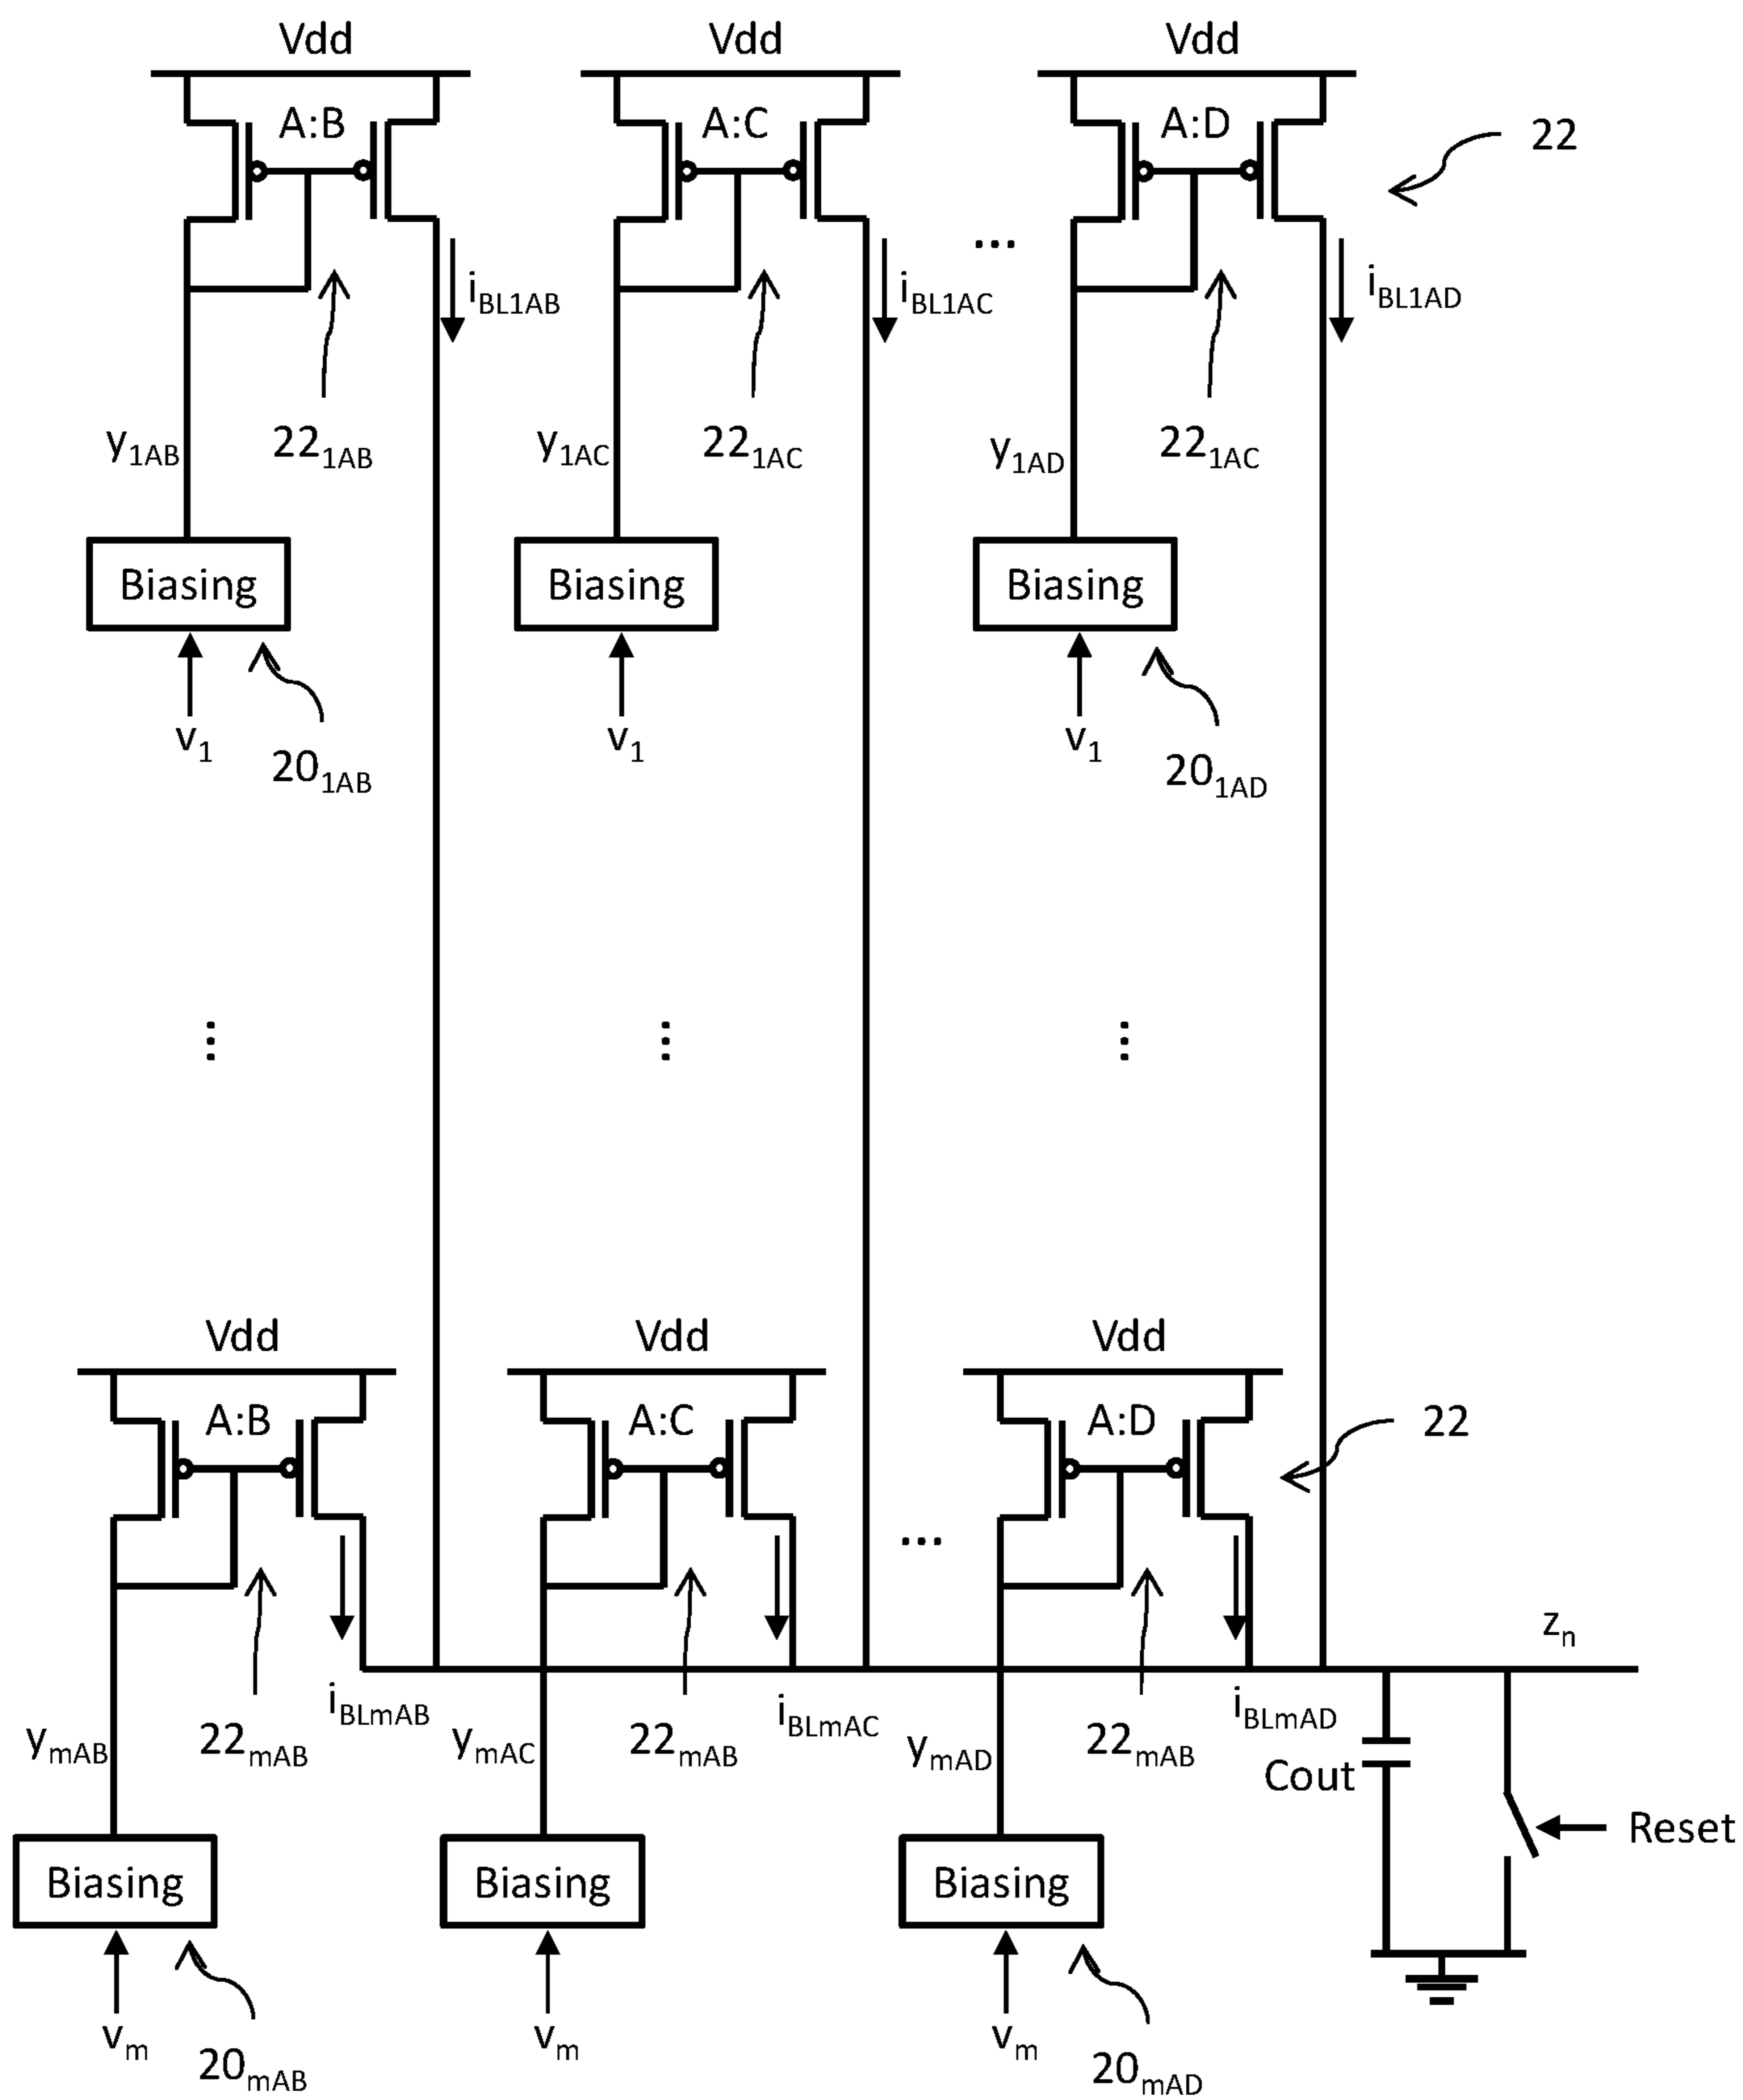 Vdd Vdd Vdd
A:B A:C A:D 22
...
iBL1AB iBL1AC iBL1AD
y1AB 221AB y1AC 221AC y1AD 221AC
Biasing Biasing Biasing
v1 201AB v1 v1 201AD
... ... ...
Vdd Vdd Vdd
A:B A:C A:D 22
...
zn
iBLmAB iBLmAC iBLmAD
ymAB 22mAB ymAC 22mAB ymAD 22mAB Cout
Reset
Biasing Biasing Biasing
vm 20mAB vm vm 20mAD